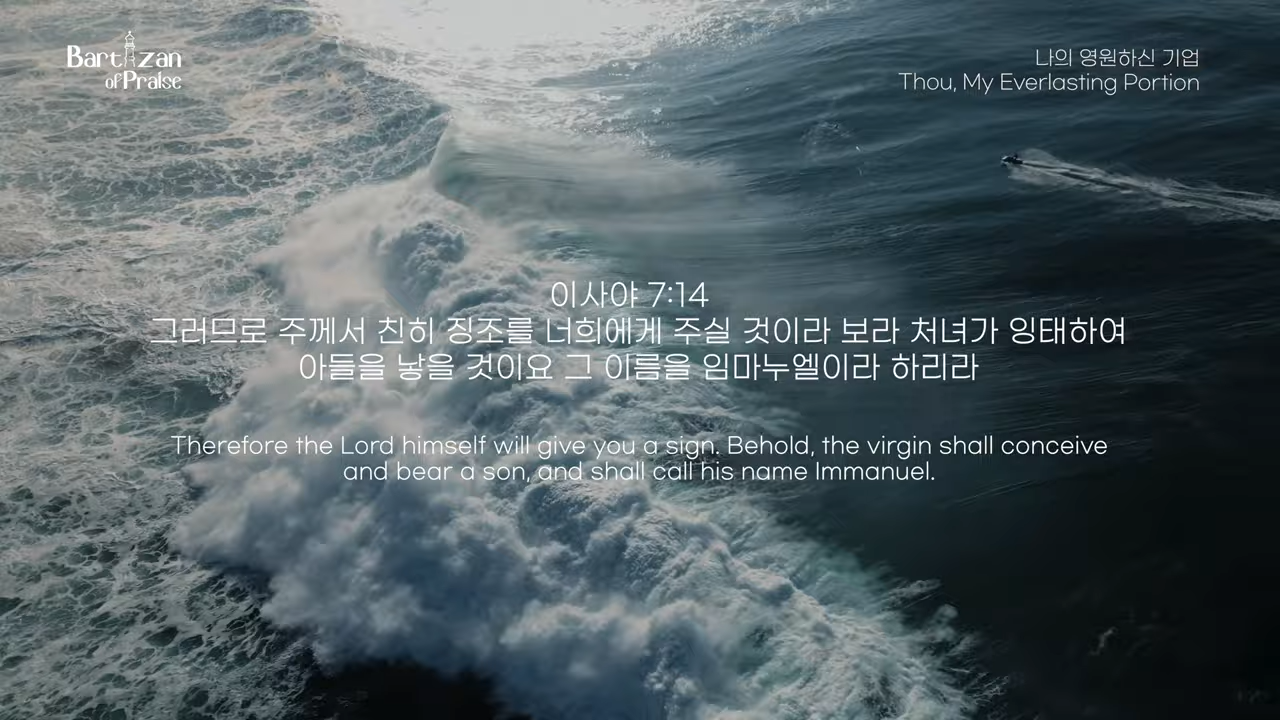 Bartizan
of Praise
나의 영원하신 기업
Thou, My Everlasting Portion
이사야 7:14
그러므로 주께서 친히 징조를 너희에게 주실 것이라 보라 처녀가 잉태하여
아들을 낳을 것이요 그 이름을 임마누엘이라 하리라
Therefore the Lord himself will give you a sign. Behold, the virgin shall conceive
and bear a son, and shall call his name Immanuel.